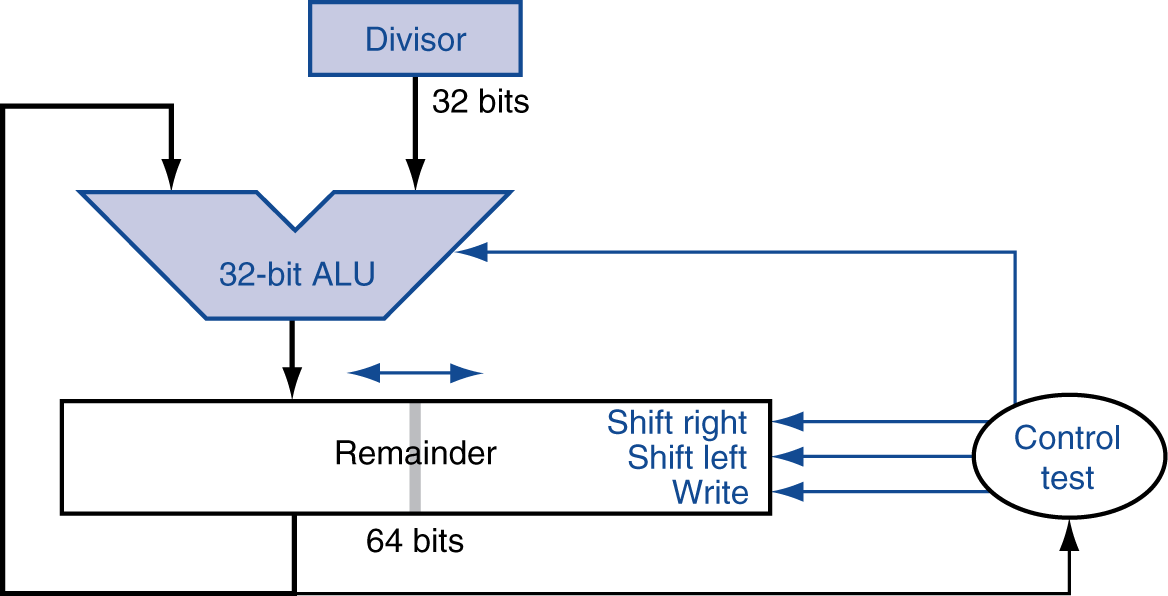 Divisor
32 bits
32-bit ALU
Remainder
Shift right
Shift left
Write
Control
test
64 bits